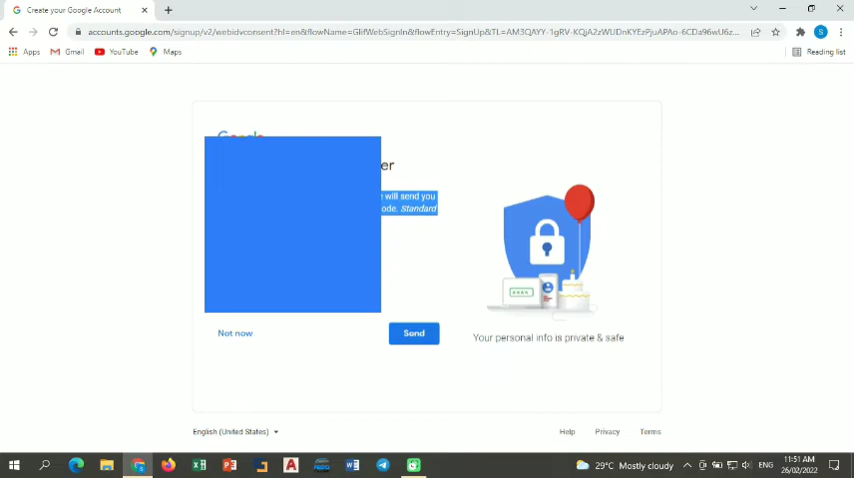 Create your Google Account
accounts.google.com/signup/v2/webidvconsent?hl=en&flowName=GlifWebSignIn&flowEntry=SignUp&TL=AM3QAYY-1gRV-KQjA2zWUDnKYEzPjuAPAo-6CDa96wU6z...
S
Apps
Gmail
YouTube
Maps
Reading list
er
will send you
ode. Standard
Not now
Send
Your personal info is private & safe
English (United States)
Help
Privacy
Terms
29°C Mostly cloudy
ENG
11:51 AM
26/02/2022